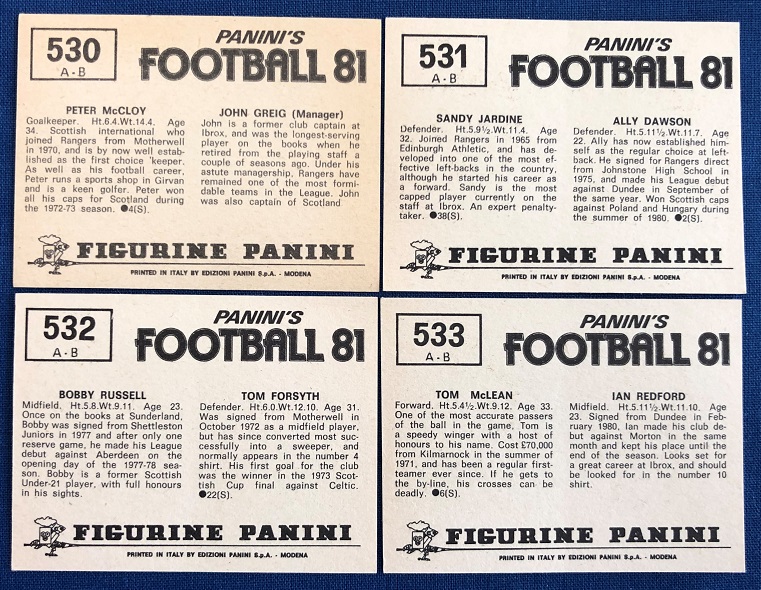 530
A-B
PANINI'S
FOOTBALL 81
PETER McCLOY
Goalkeeper. Ht.6.4.Wt.14.4. Age
34. Scottish international who
joined Rangers from Motherwell
in 1970, and is by now well estab-
lished as the first choice 'keeper.
As well as his football career,
Peter runs a sports shop in Girvan
and is a keen golfer. Peter won
all his caps for Scotland during
the 1972-73 season. ●4(S).
JOHN GREIG (Manager)
John is a former club captain at
Ibrox, and was the longest-serving
player on the books when he
retired from the playing staff a
couple of seasons ago. Under his
astute managership, Rangers have
remained one of the most formi-
dable teams in the League. John
was also captain of Scotland
FIGURINE PANINI
PRINTED IN ITALY BY EDIZIONI PANINI S.p.A. - MODENA
531
A-B
PANINI'S
FOOTBALL 81
SANDY JARDINE
Defender. Ht.5.9½.Wt.11.4. Age
32. Joined Rangers in 1965 from
Edinburgh Athletic, and has de-
veloped into one of the most ef-
fective left-backs in the country,
although he started his career as
a forward. Sandy is the most
capped player currently on the
staff at Ibrox. An expert penalty-
taker. ●38(S).
ALLY DAWSON
Defender. Ht.5.11½.Wt.11.7. Age
22. Ally has now established him-
self as the regular choice at left-
back. He signed for Rangers direct
from Johnstone High School in
1975, and made his League debut
against Dundee in September of
the same year. Won Scottish caps
against Poland and Hungary during
the summer of 1980. ●2(S).
FIGURINE PANINI
PRINTED IN ITALY BY EDIZIONI PANINI S.p.A. - MODENA
532
A-B
PANINI'S
FOOTBALL 81
BOBBY RUSSELL
Midfield. Ht.5.8.Wt.9.11. Age 23.
Once on the books at Sunderland,
Bobby was signed from Shettleston
Juniors in 1977 and after only one
reserve game, he made his League
debut against Aberdeen on the
opening day of the 1977-78 sea-
son. Bobby is a former Scottish
Under-21 player, with full honours
in his sights.
TOM FORSYTH
Defender. Ht.6.0.Wt.12.10. Age 31.
Was signed from Motherwell in
October 1972 as a midfield player,
but has since converted most suc-
cessfully into a sweeper, and
normally appears in the number 4
shirt. His first goal for the club
was the winner in the 1973 Scot-
tish Cup final against Celtic.
●22(S).
FIGURINE PANINI
PRINTED IN ITALY BY EDIZIONI PANINI S.p.A. - MODENA
533
A-B
PANINI'S
FOOTBALL 81
TOM McLEAN
Forward. Ht.5.4½.Wt.9.12. Age 33.
One of the most accurate passers
of the ball in the game, Tom is
a speedy winger with a host of
honours to his name. Cost £70,000
from Kilmarnock in the summer of
1971, and has been a regular first-
teamer ever since. If he gets to
the by-line, his crosses can be
deadly. ●6(S).
IAN REDFORD
Midfield. Ht.5.11½.Wt.11.10. Age
23. Signed from Dundee in Feb-
ruary 1980, Ian made his club de-
but against Morton in the same
month and kept his place until the
end of the season. Looks set for
a great career at Ibrox, and should
be looked for in the number 10
shirt.
FIGURINE PANINI
PRINTED IN ITALY BY EDIZIONI PANINI S.p.A. - MODENA